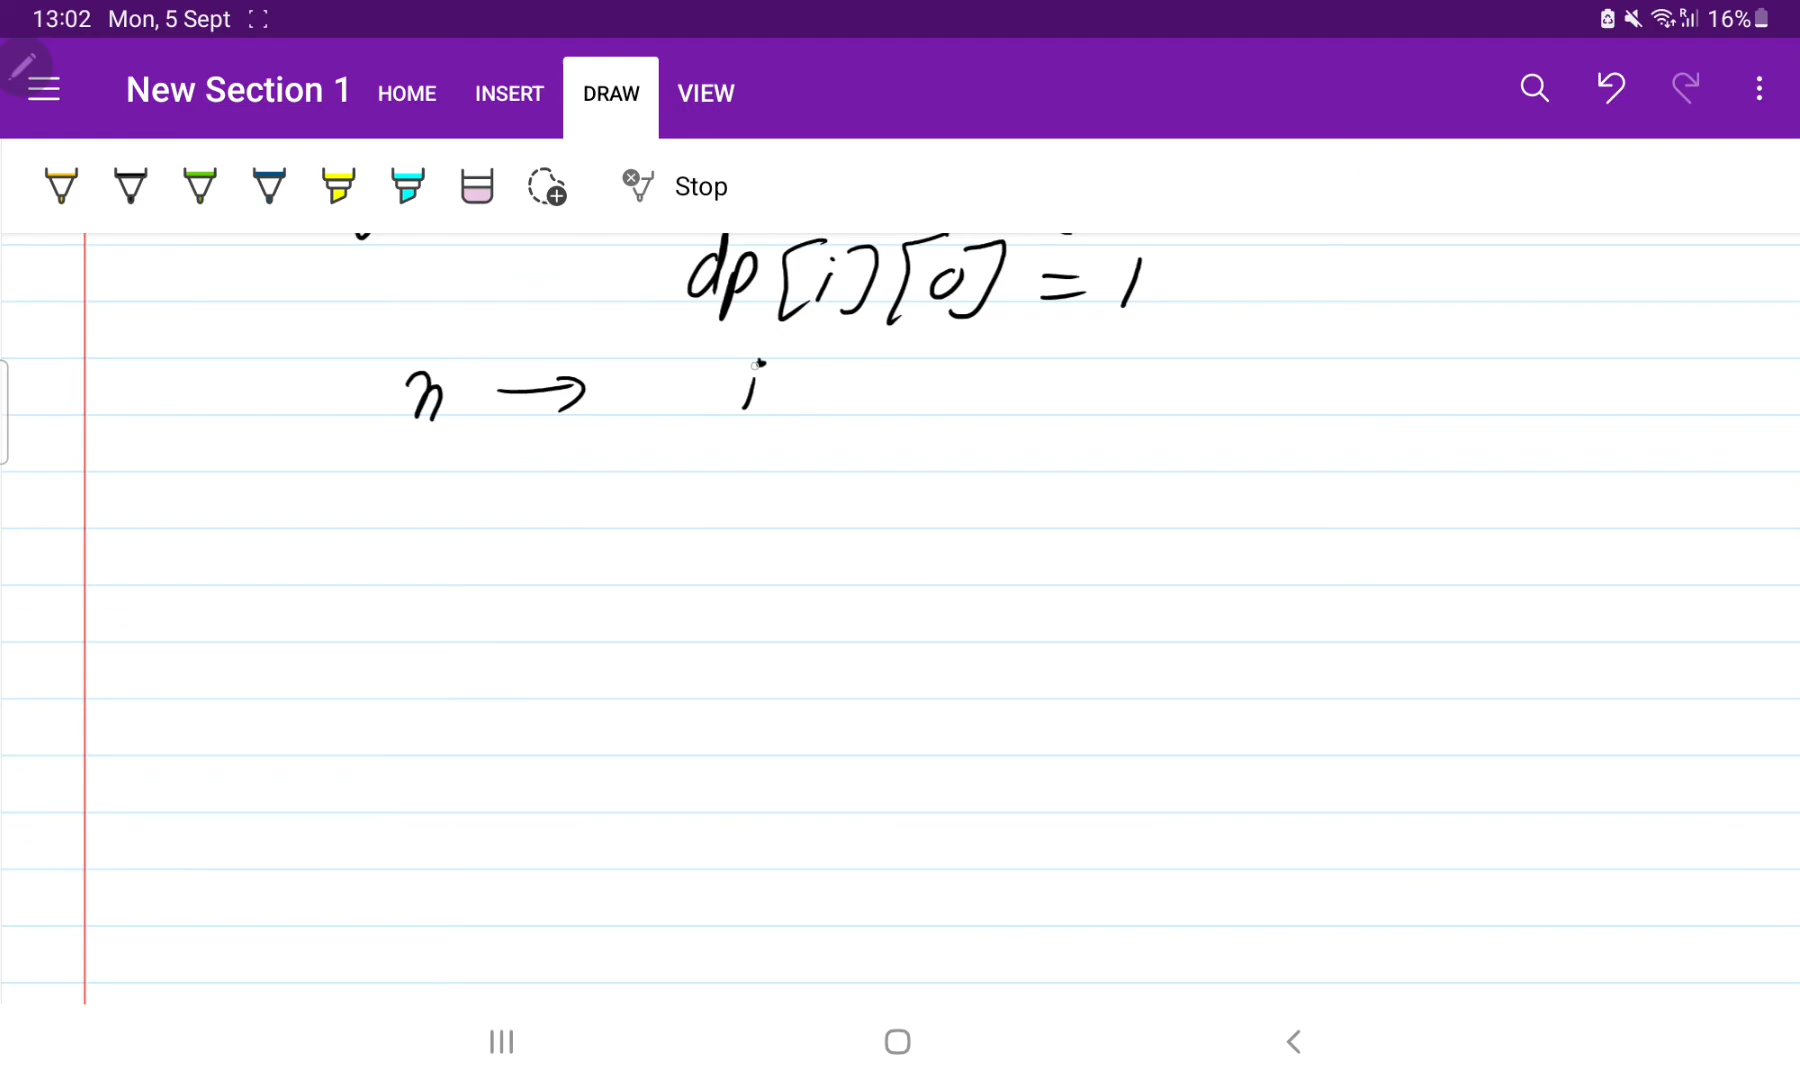 13:02 Mon, 5 Sept R 16%
New Section 1 HOME INSERT DRAW VIEW
Stop
dp[i][0] = 1
n → i